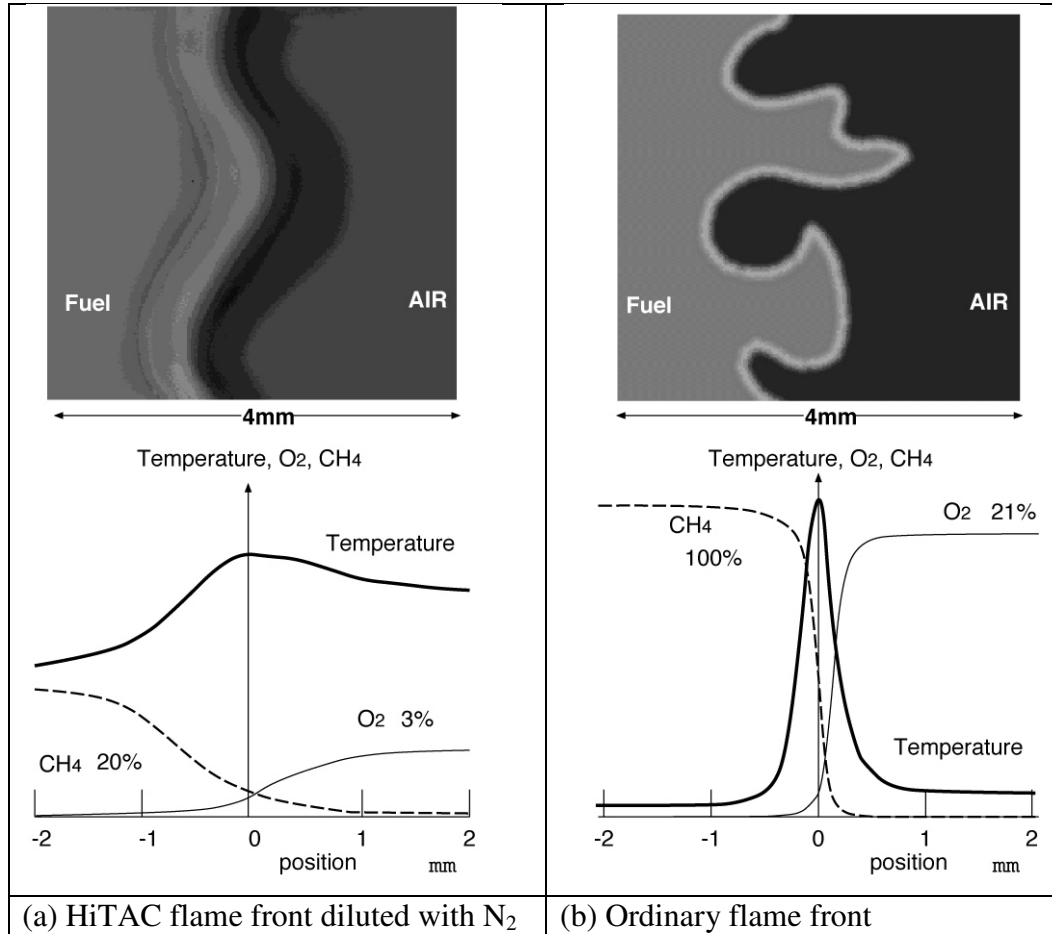 Fuel
AIR
4mm
Temperature, O2, CH4
Temperature
O2 3%
CH4 20%
-2 -1 0 1 2
position mm
(a) HiTAC flame front diluted with N2
Fuel
AIR
4mm
Temperature, O2, CH4
CH4
100%
O2 21%
Temperature
-2 -1 0 1 2
position mm
(b) Ordinary flame front